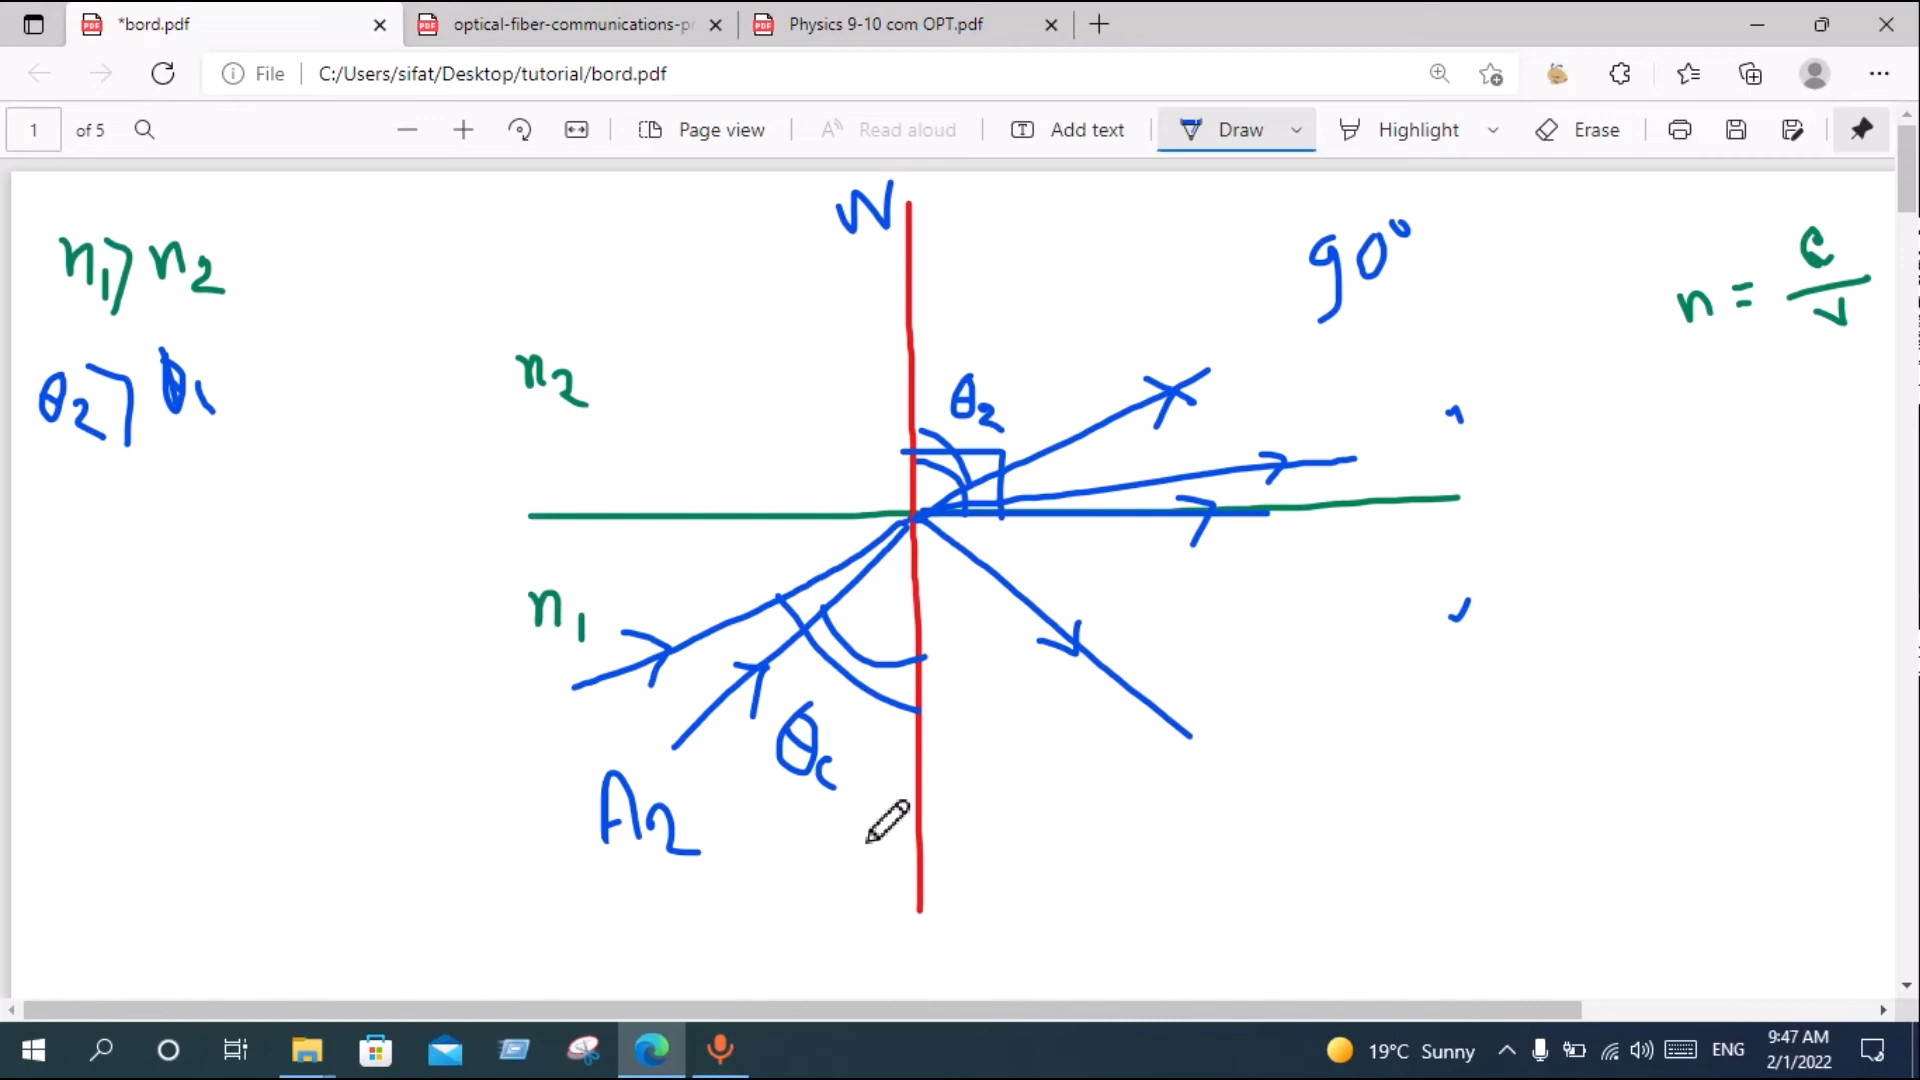 *bord.pdf
optical-fiber-communications-pr
Physics 9-10 com OPT.pdf
File
C:/Users/sifat/Desktop/tutorial/bord.pdf
1 of 5
Page view
Read aloud
Add text
Draw
Highlight
Erase
N
90°
n1 > n2
n = c/v
θ2 > θ1
n2
θ2
n1
θc
A2
19°C Sunny
ENG
9:47 AM
2/1/2022